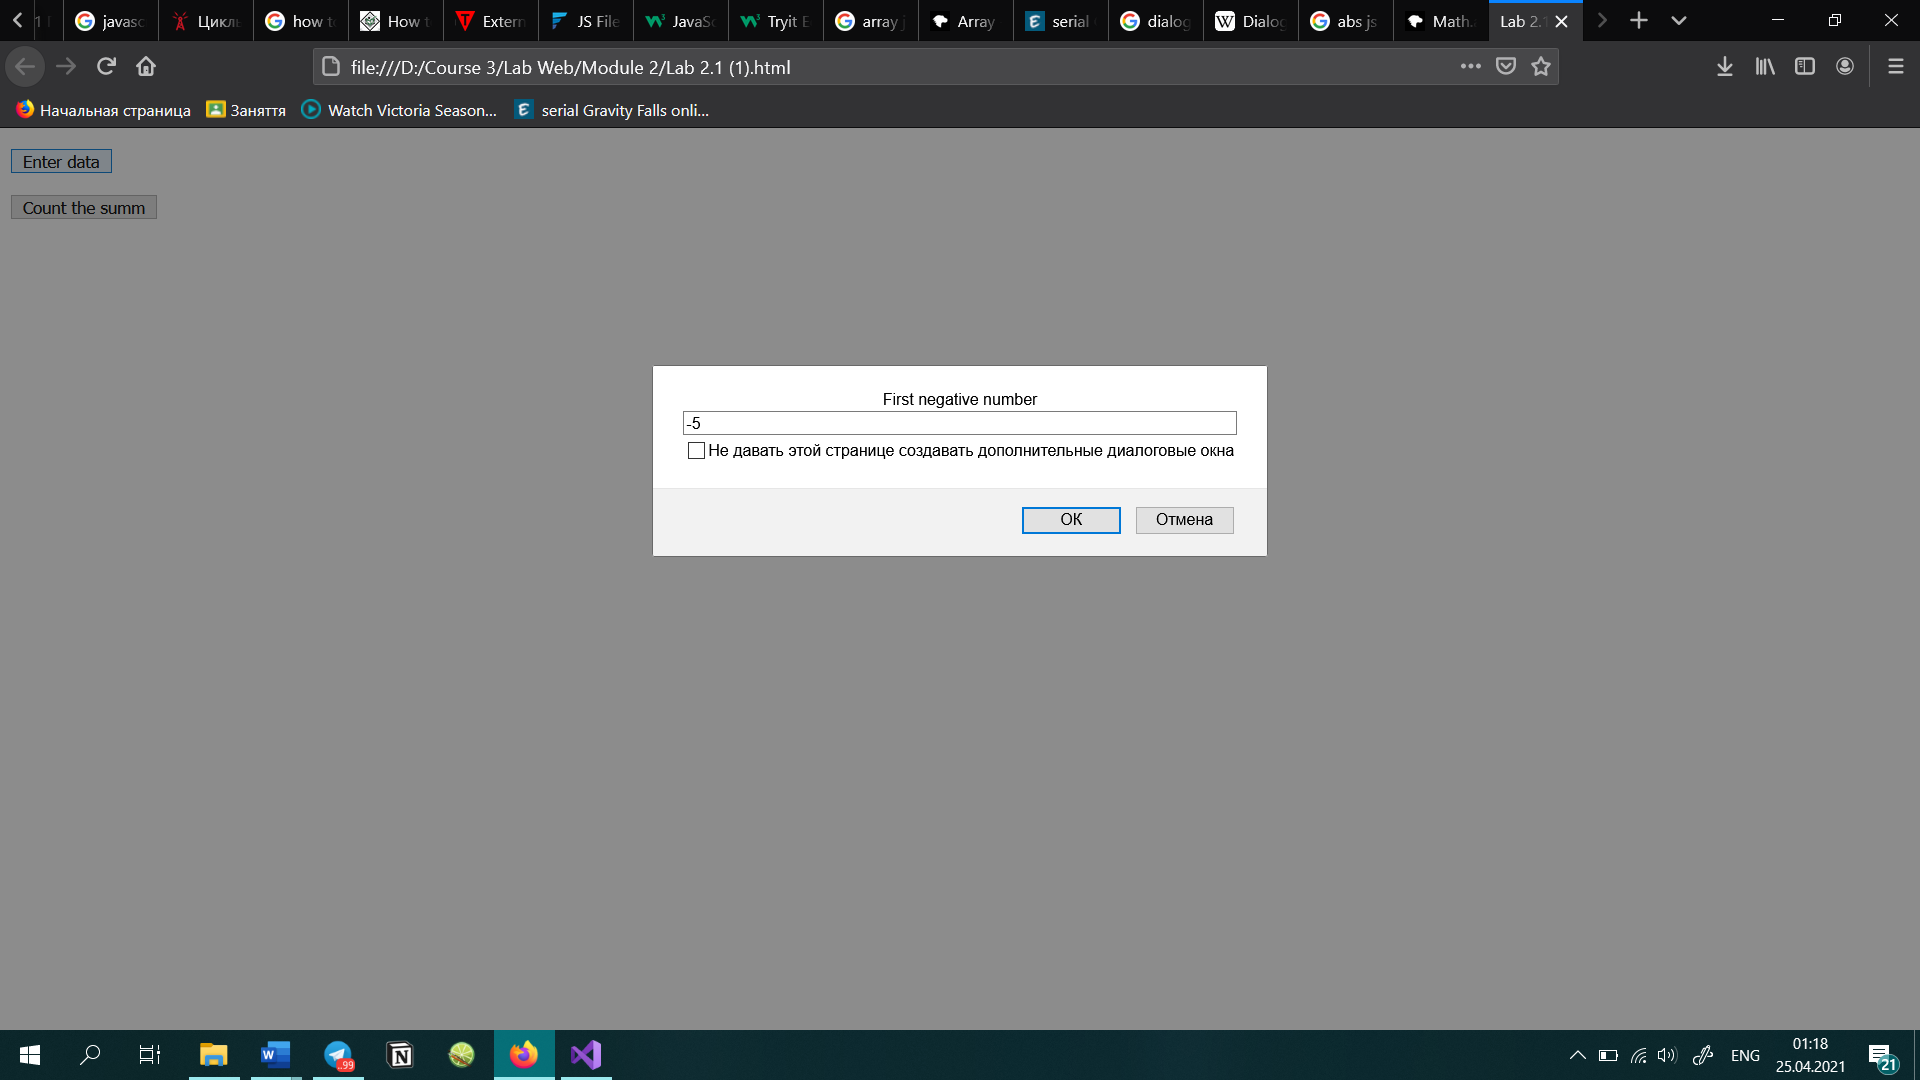 javasc
Цикль
how t
How t
Extern
JS File
JavaSc
Tryit E
array j
Array
serial
dialog
Dialog
abs js
Math.
Lab 2.1
file:///D:/Course 3/Lab Web/Module 2/Lab 2.1 (1).html
Начальная страница
Заняття
Watch Victoria Season...
serial Gravity Falls onli...
Enter data
Count the summ
First negative number
-5
Не давать этой странице создавать дополнительные диалоговые окна
ОК
Отмена
..99
ENG
01:18
25.04.2021
21